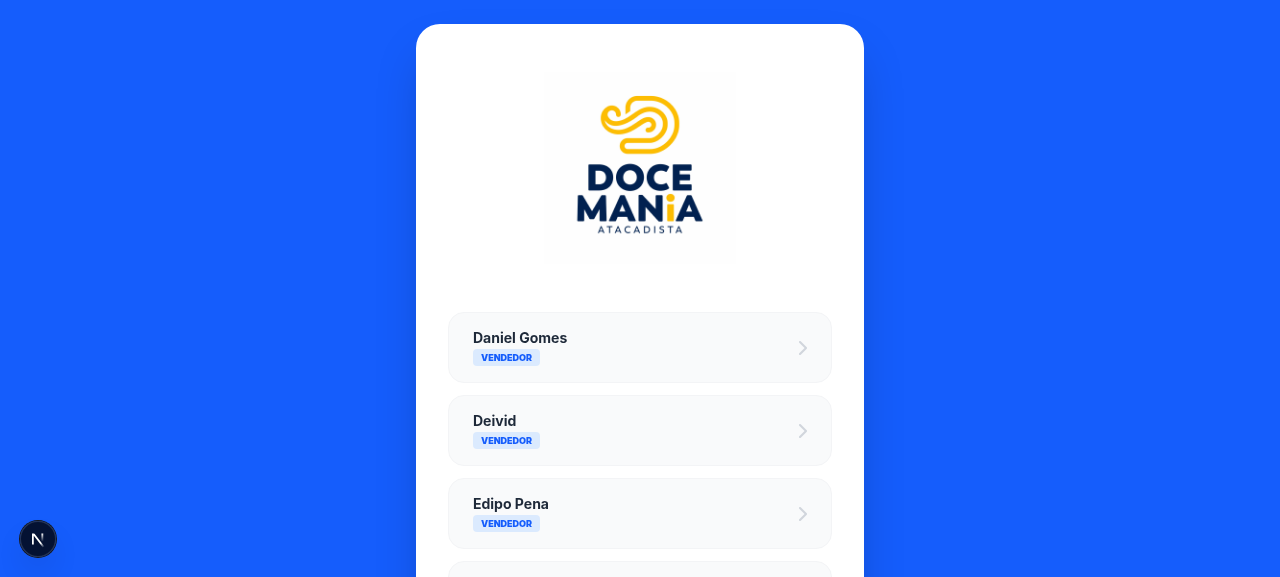 DOCE
MANiA
ATACADISTA
Daniel Gomes
VENDEDOR
Deivid
VENDEDOR
Edipo Pena
VENDEDOR
N